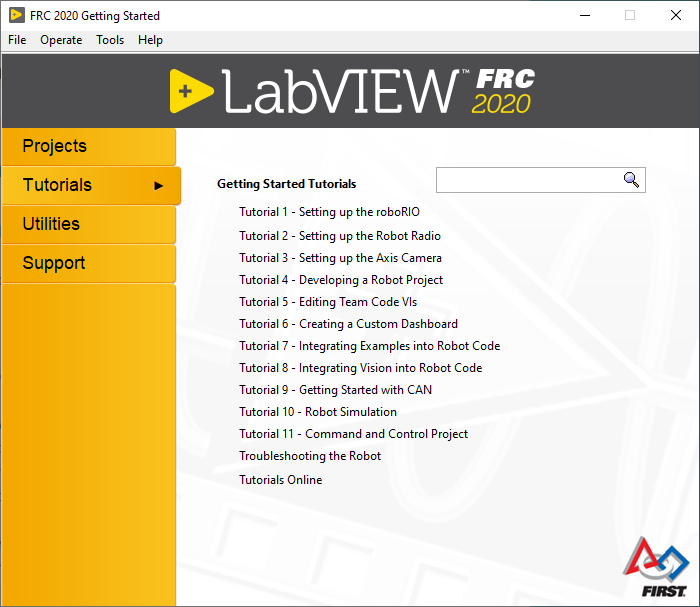 FRC 2020 Getting Started
File Operate Tools Help
LabVIEW™ FRC 2020
Projects
Tutorials
Utilities
Support
Getting Started Tutorials
Tutorial 1 - Setting up the roboRIO
Tutorial 2 - Setting up the Robot Radio
Tutorial 3 - Setting up the Axis Camera
Tutorial 4 - Developing a Robot Project
Tutorial 5 - Editing Team Code VIs
Tutorial 6 - Creating a Custom Dashboard
Tutorial 7 - Integrating Examples into Robot Code
Tutorial 8 - Integrating Vision into Robot Code
Tutorial 9 - Getting Started with CAN
Tutorial 10 - Robot Simulation
Tutorial 11 - Command and Control Project
Troubleshooting the Robot
Tutorials Online
FIRST